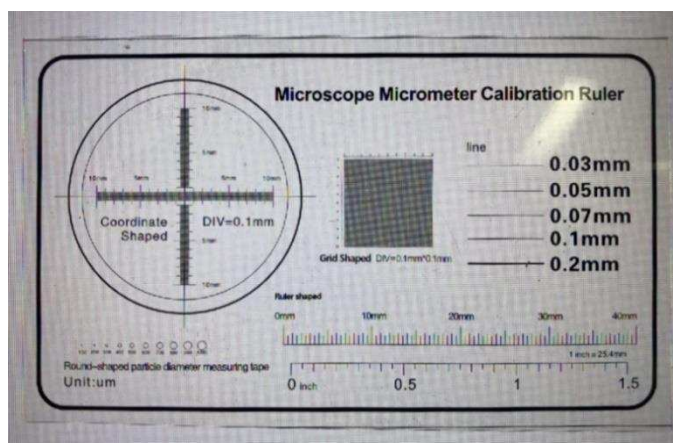 Microscope Micrometer Calibration Ruler
10mm
5mm
10mm 5mm 5mm 10mm
Coordinate Shaped
DIV=0.1mm
5mm
10mm
Grid Shaped DIV=0.1mm*0.1mm
line
0.03mm
0.05mm
0.07mm
0.1mm
0.2mm
Ruler shaped
0mm 10mm 20mm 30mm 40mm
1 inch = 25.4mm
0 inch 0.5 1 1.5
Round-shaped particle diameter measuring tape
Unit:um